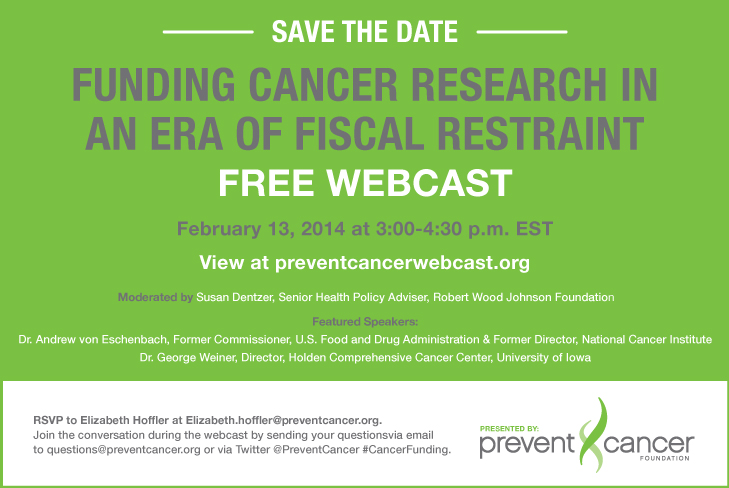 SAVE THE DATE
FUNDING CANCER RESEARCH IN
AN ERA OF FISCAL RESTRAINT
FREE WEBCAST
February 13, 2014 at 3:00-4:30 p.m. EST
View at preventcancerwebcast.org
Moderated by Susan Dentzer, Senior Health Policy Adviser, Robert Wood Johnson Foundation
Featured Speakers:
Dr. Andrew von Eschenbach, Former Commissioner, U.S. Food and Drug Administration & Former Director, National Cancer Institute
Dr. George Weiner, Director, Holden Comprehensive Cancer Center, University of Iowa
RSVP to Elizabeth Hoffler at Elizabeth.hoffler@preventcancer.org.
Join the conversation during the webcast by sending your questionsvia email
to questions@preventcancer.org or via Twitter @PreventCancer #CancerFunding.
PRESENTED BY:
prevent cancer
FOUNDATION